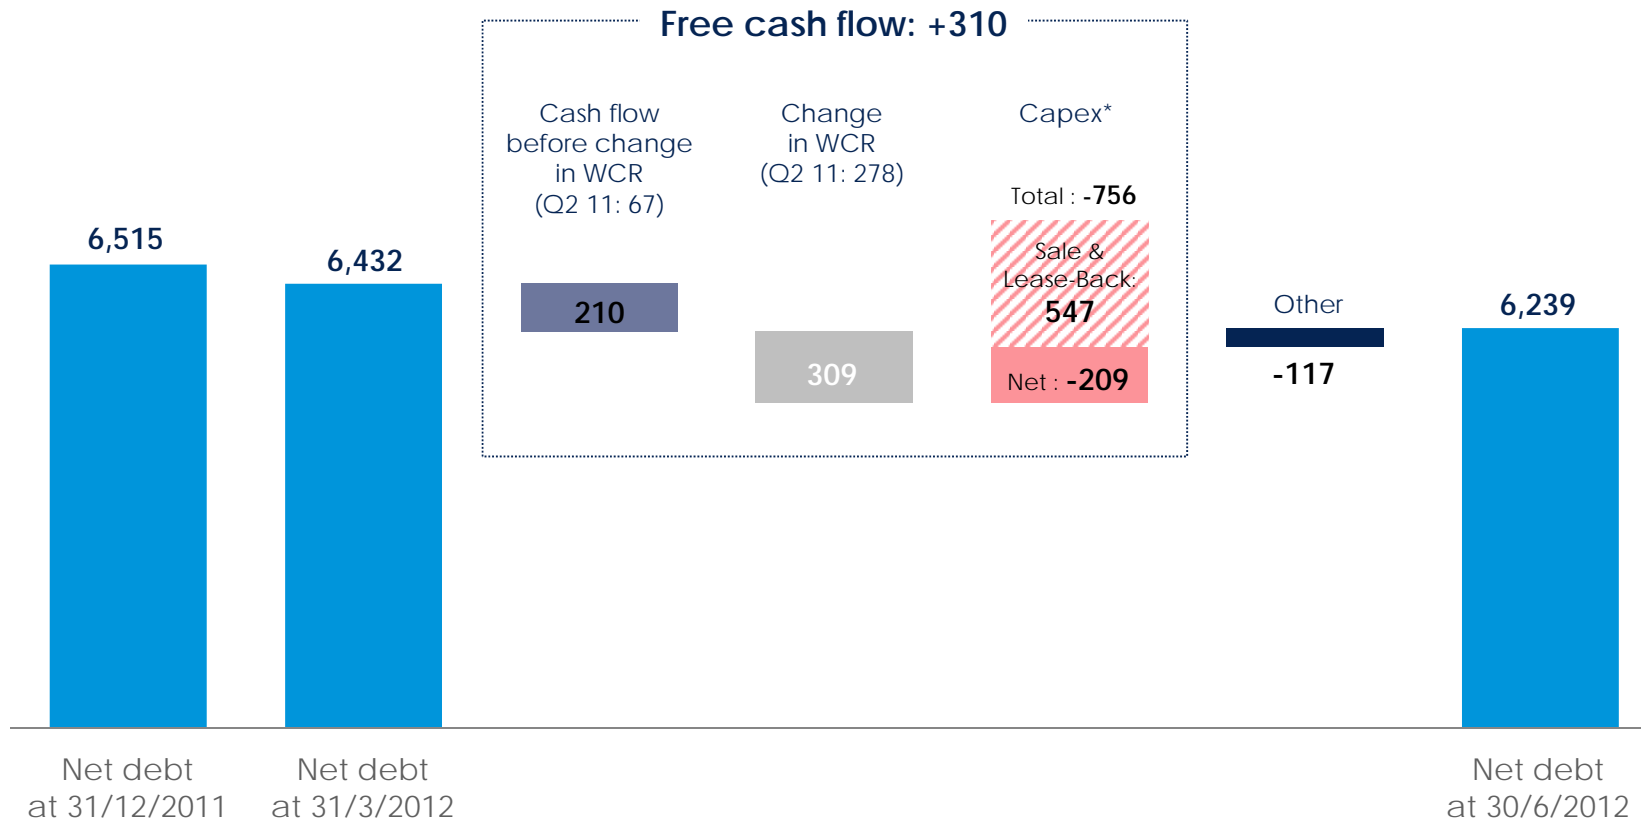 Free cash flow: +310
Cash flow
before change
in WCR
(Q2 11: 67)
Change
in WCR
(Q2 11: 278)
Capex*
Total : -756
6,515
6,432
210
309
Sale &
Lease-Back:
547
Net : -209
Other
-117
6,239
Net debt
at 31/12/2011
Net debt
at 31/3/2012
Net debt
at 30/6/2012